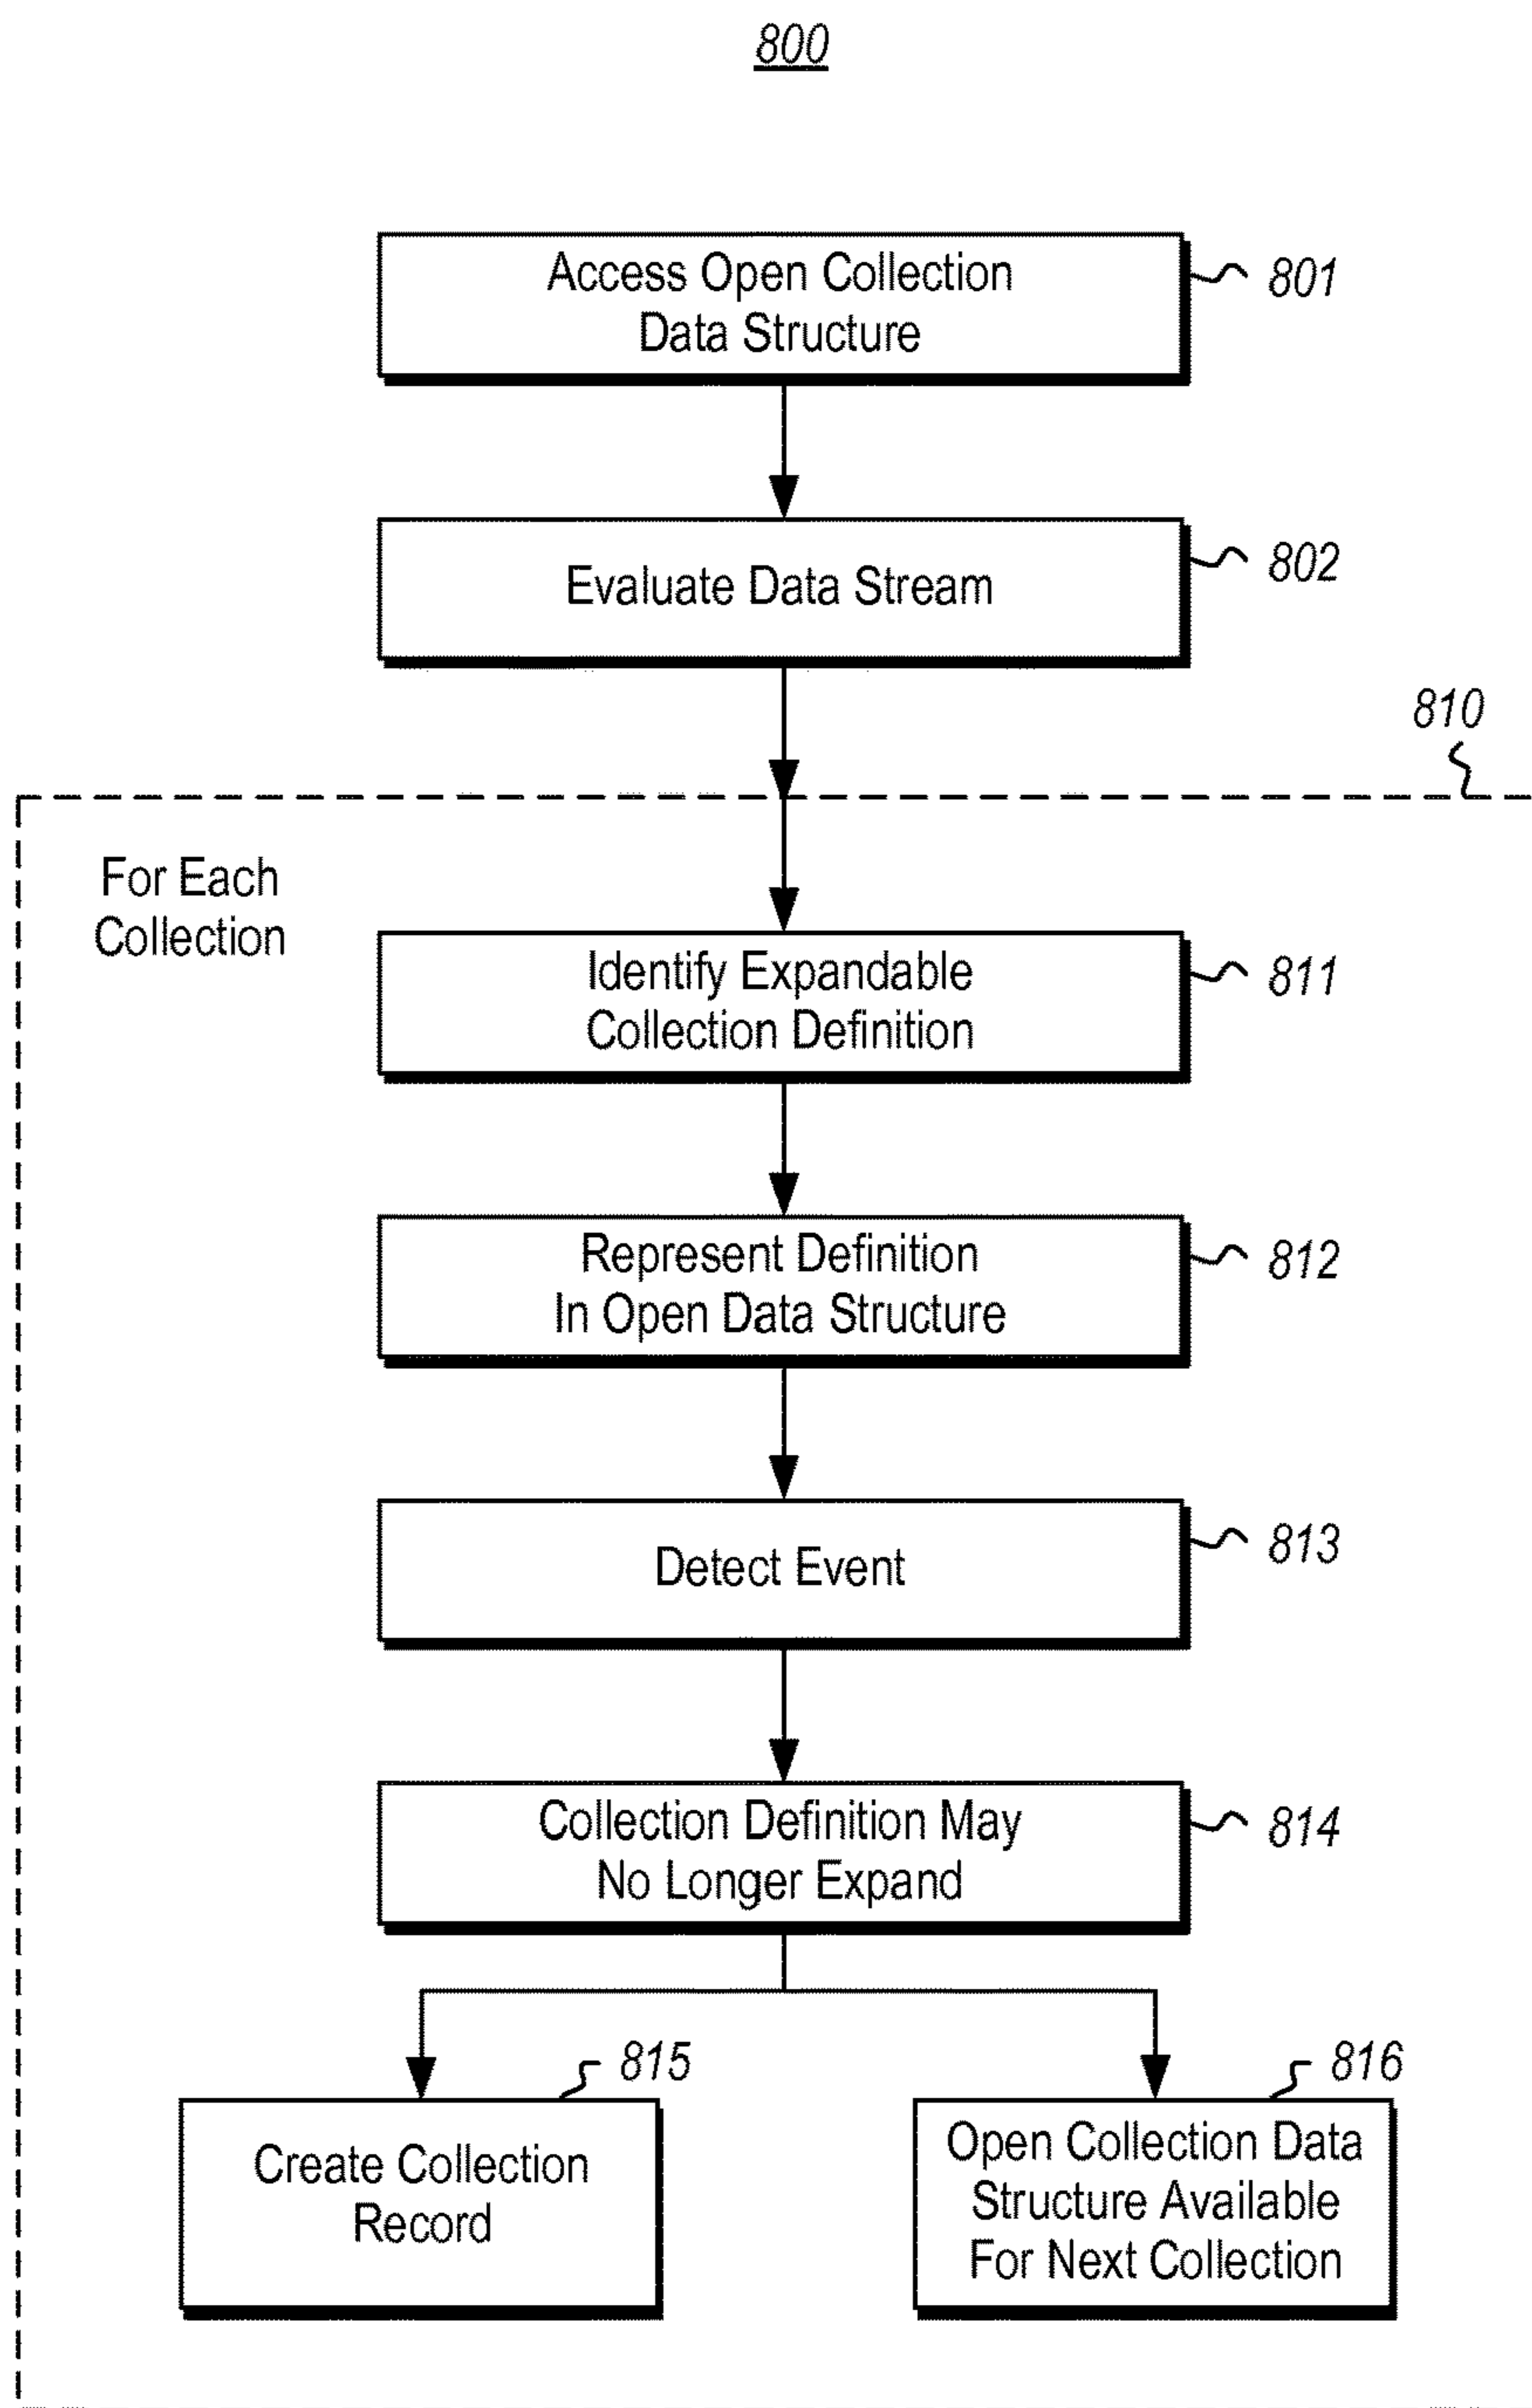 800
Access Open Collection
Data Structure
801
Evaluate Data Stream
802
810
For Each
Collection
Identify Expandable
Collection Definition
811
Represent Definition
In Open Data Structure
812
Detect Event
813
Collection Definition May
No Longer Expand
814
815
Create Collection
Record
816
Open Collection Data
Structure Available
For Next Collection